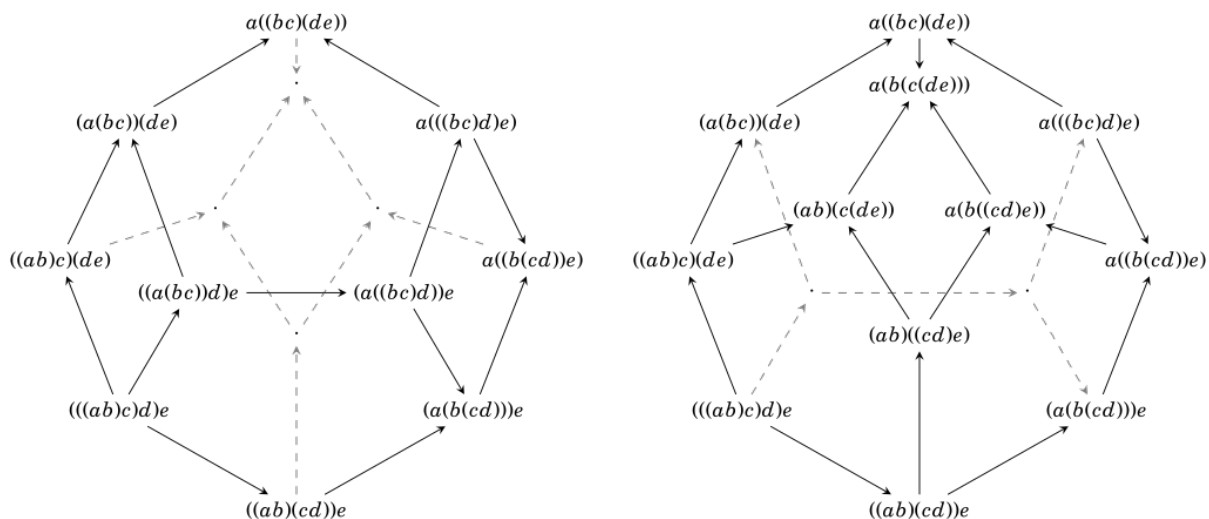 a((bc)(de))
(a(bc))(de)
a(((bc)d)e)
((ab)c)(de)
a((b(cd))e)
((a(bc))d)e
(a((bc)d))e
(((ab)c)d)e
(a(b(cd)))e
((ab)(cd))e
a((bc)(de))
a(b(c(de)))
(a(bc))(de)
a(((bc)d)e)
(ab)(c(de))
a(b((cd)e))
((ab)c)(de)
a((b(cd))e)
(ab)((cd)e)
(((ab)c)d)e
(a(b(cd)))e
((ab)(cd))e